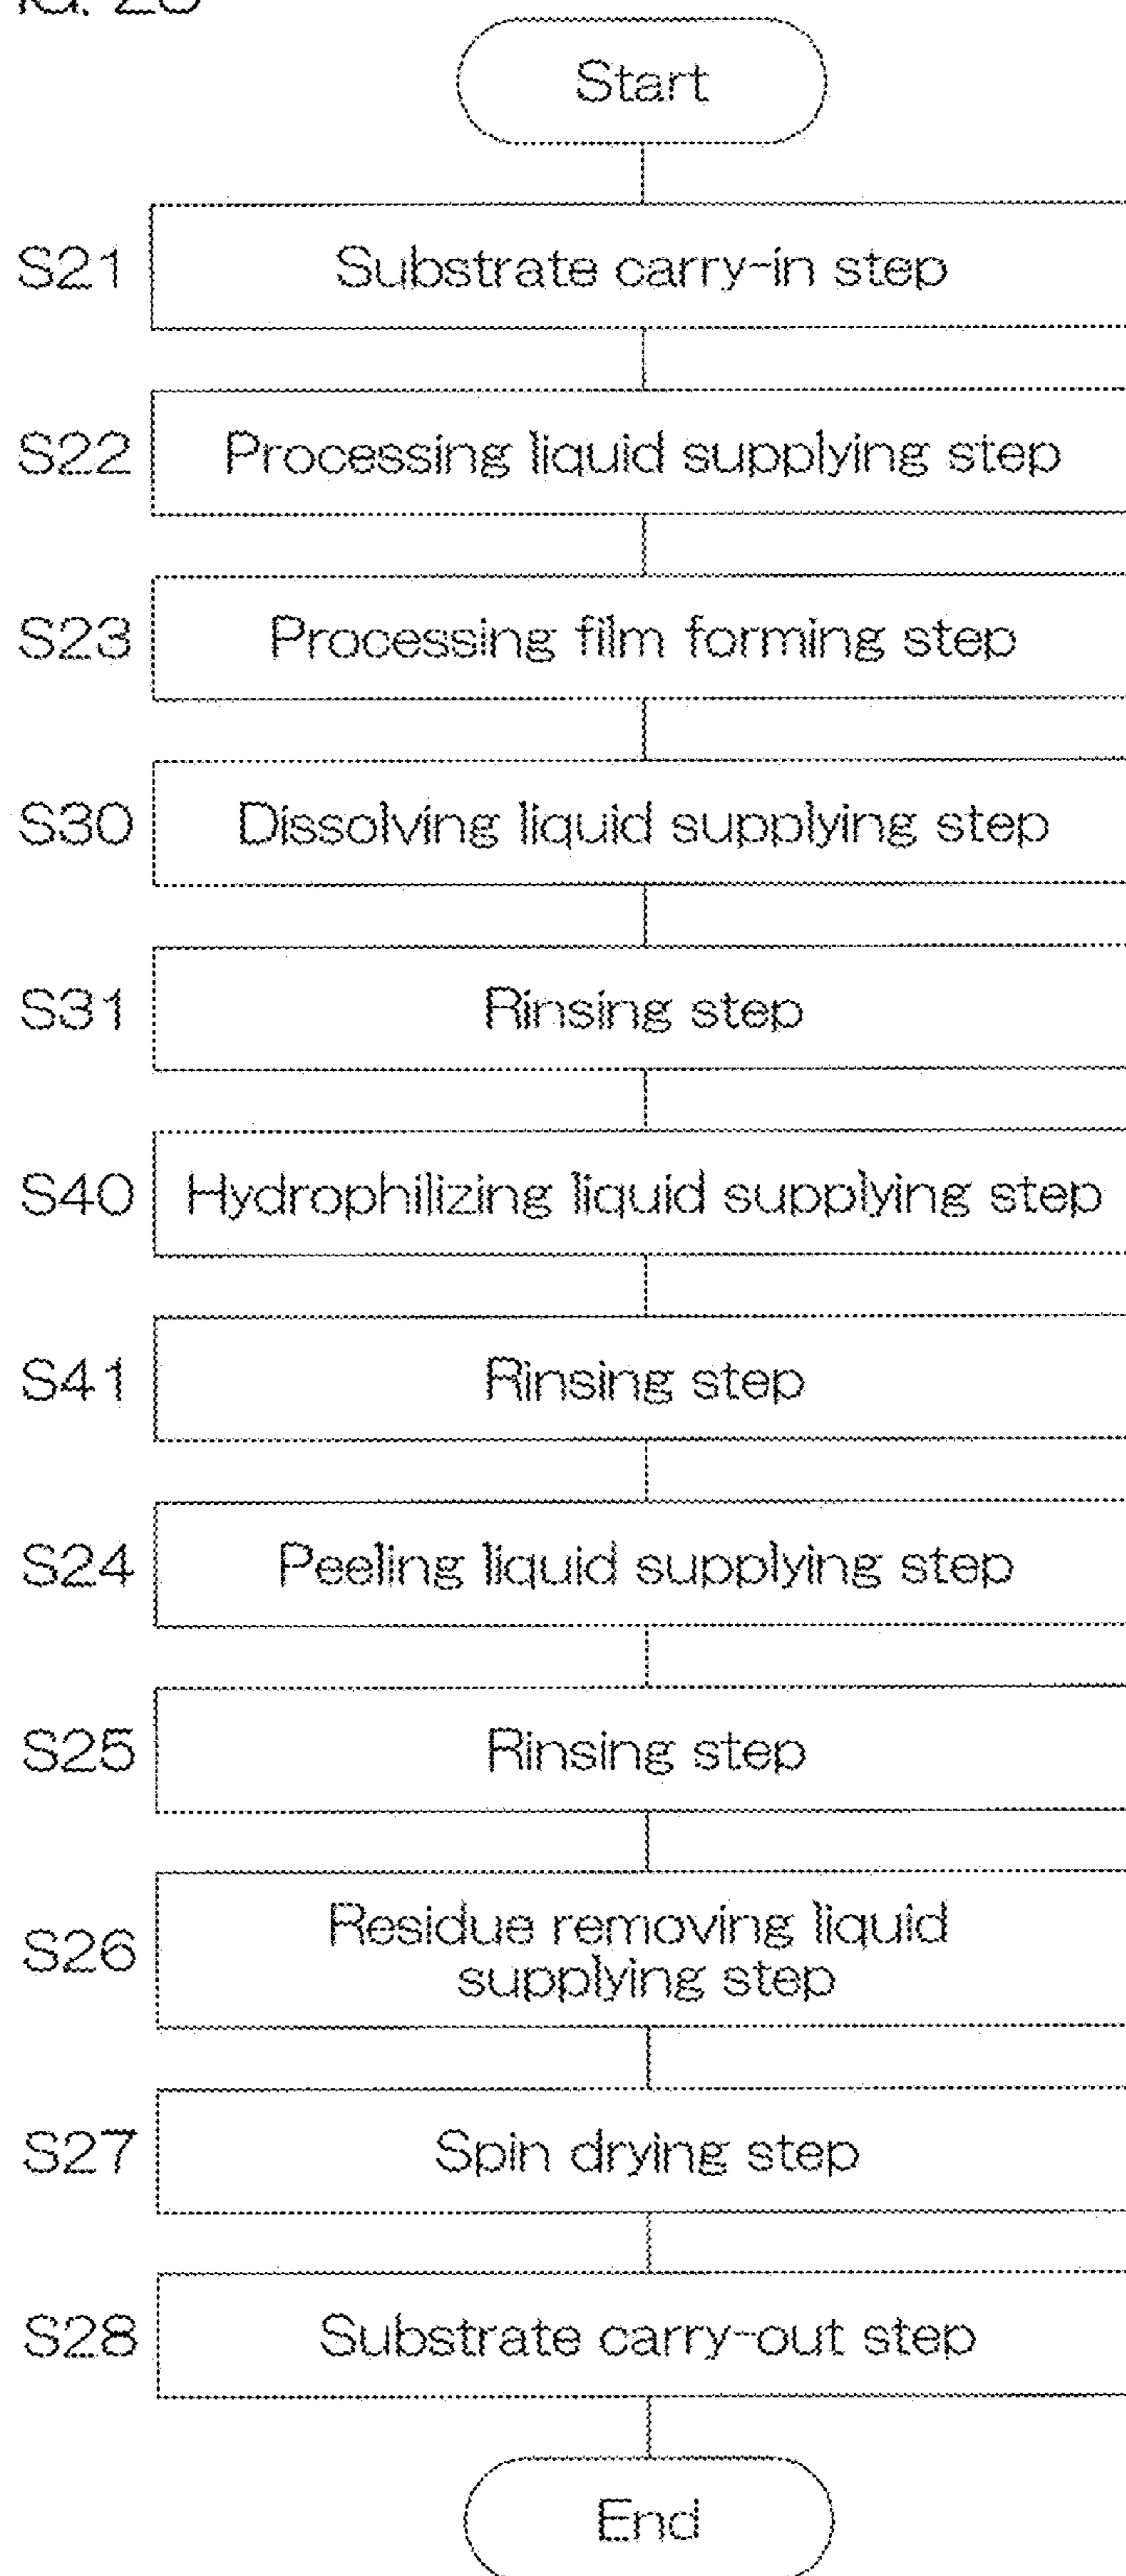 Start
S21 Substrate carry-in step
S22 Processing liquid supplying step
S23 Processing film forming step
S30 Dissolving liquid supplying step
S31 Rinsing step
S40 Hydrophilizing liquid supplying step
S41 Rinsing step
S24 Peeling liquid supplying step
S25 Rinsing step
S26 Residue removing liquid
supplying step
S27 Spin drying step
S28 Substrate carry-out step
End